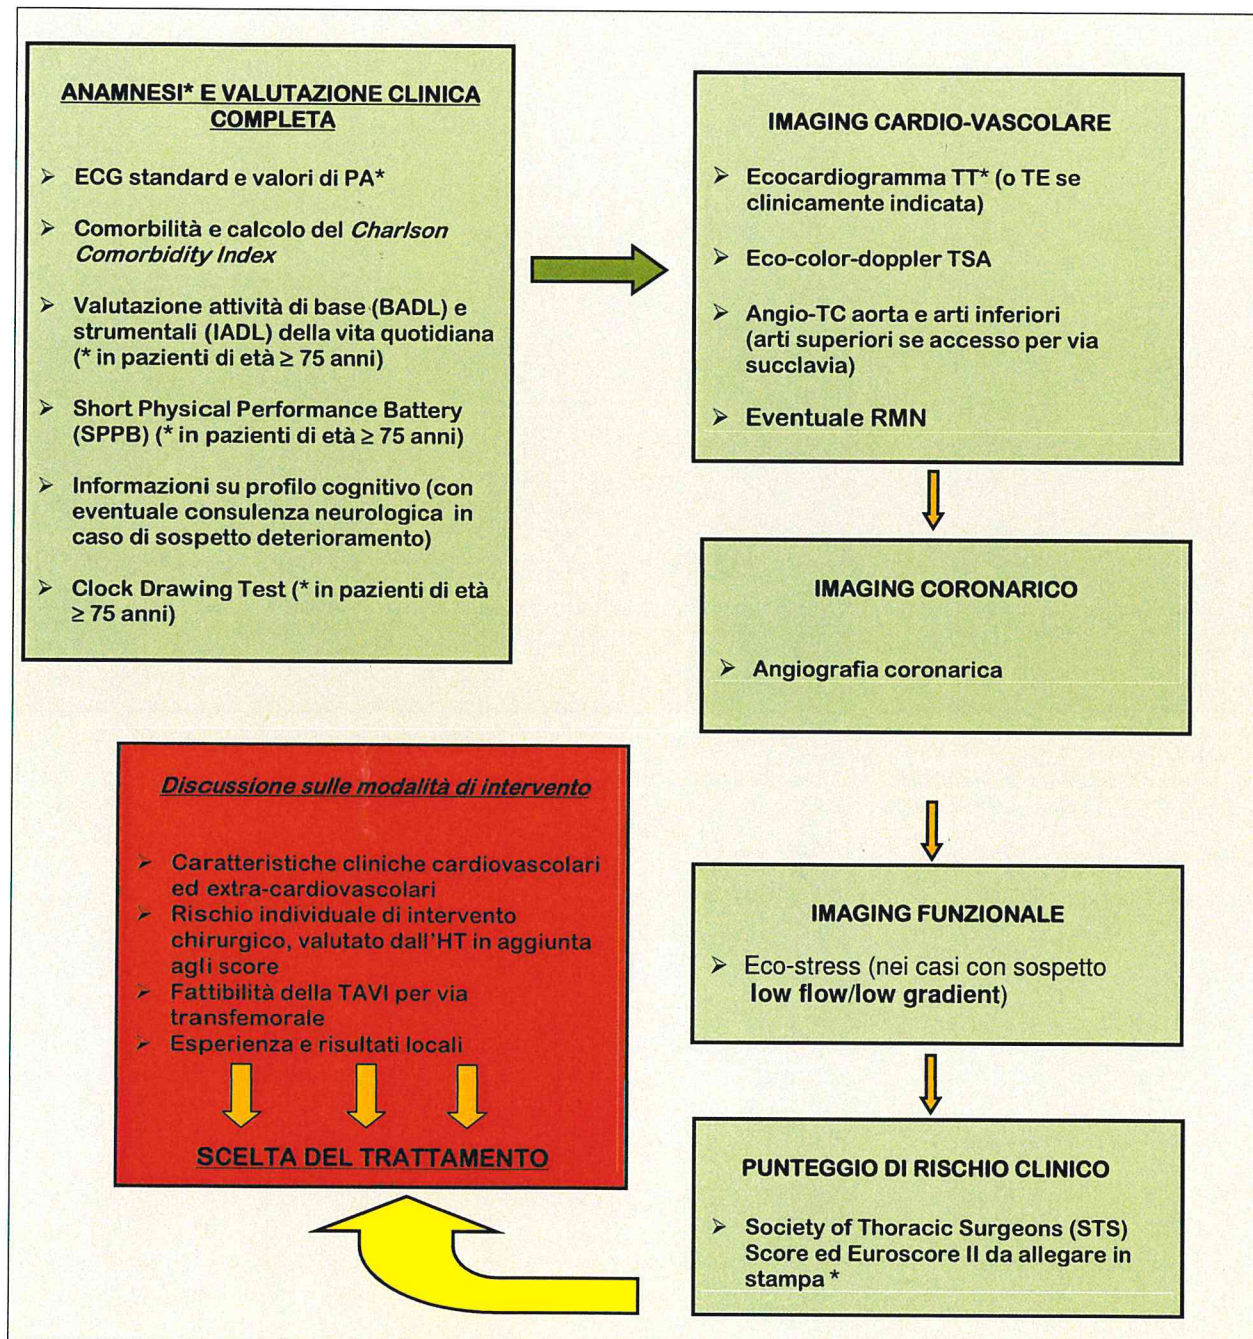 ANAMNESI* E VALUTAZIONE CLINICA
COMPLETA
➢ ECG standard e valori di PA*
➢ Comorbilità e calcolo del Charlson
Comorbidity Index
➢ Valutazione attività di base (BADL) e
strumentali (IADL) della vita quotidiana
(* in pazienti di età ≥ 75 anni)
➢ Short Physical Performance Battery
(SPPB) (* in pazienti di età ≥ 75 anni)
➢ Informazioni su profilo cognitivo (con
eventuale consulenza neurologica in
caso di sospetto deterioramento)
➢ Clock Drawing Test (* in pazienti di età
≥ 75 anni)
IMAGING CARDIO-VASCOLARE
➢ Ecocardiogramma TT* (o TE se
clinicamente indicata)
➢ Eco-color-doppler TSA
➢ Angio-TC aorta e arti inferiori
(arti superiori se accesso per via
succlavia)
➢ Eventuale RMN
IMAGING CORONARICO
➢ Angiografia coronarica
IMAGING FUNZIONALE
➢ Eco-stress (nei casi con sospetto
low flow/low gradient)
PUNTEGGIO DI RISCHIO CLINICO
➢ Society of Thoracic Surgeons (STS)
Score ed Euroscore II da allegare in
stampa *
Discussione sulle modalità di intervento
➢ Caratteristiche cliniche cardiovascolari
ed extra-cardiovascolari
➢ Rischio individuale di intervento
chirurgico, valutato dall'HT in aggiunta
agli score
➢ Fattibilità della TAVI per via
transfemorale
➢ Esperienza e risultati locali
SCELTA DEL TRATTAMENTO